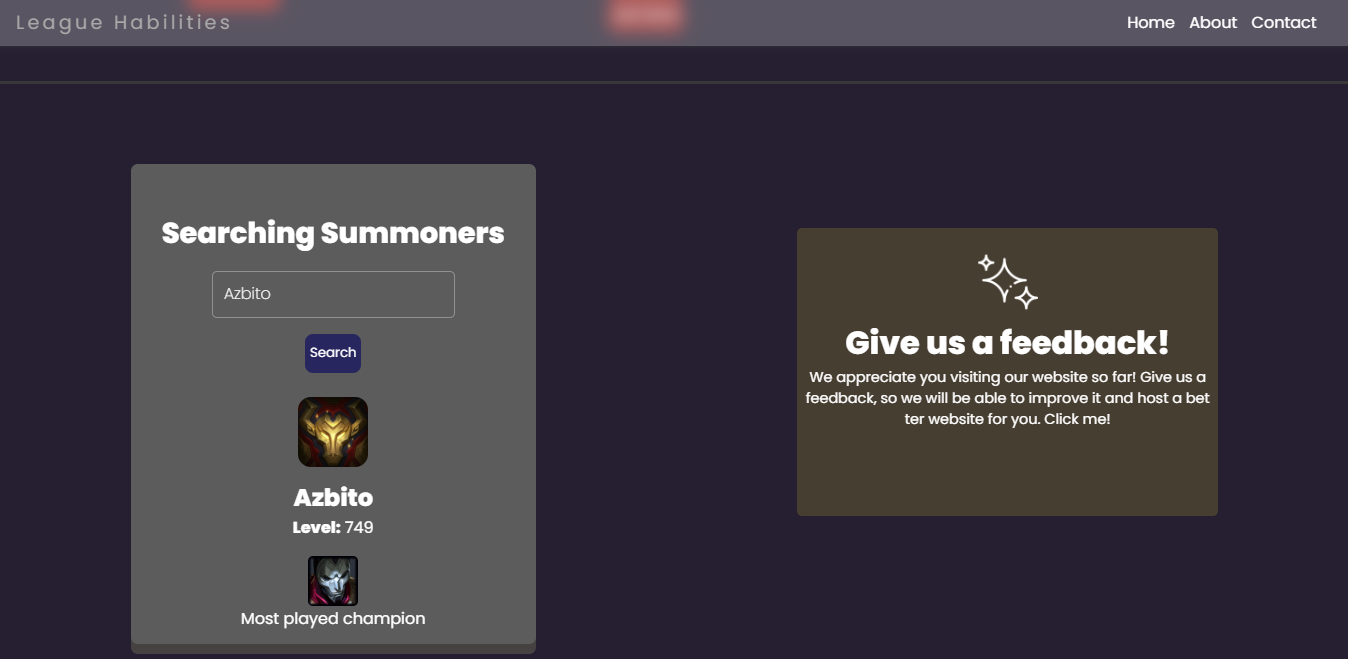 League Habilities
Home About Contact
Searching Summoners
Azbito
Search
Azbito
Level: 749
Most played champion
Give us a feedback!
We appreciate you visiting our website so far! Give us a
feedback, so we will be able to improve it and host a bet
ter website for you. Click me!